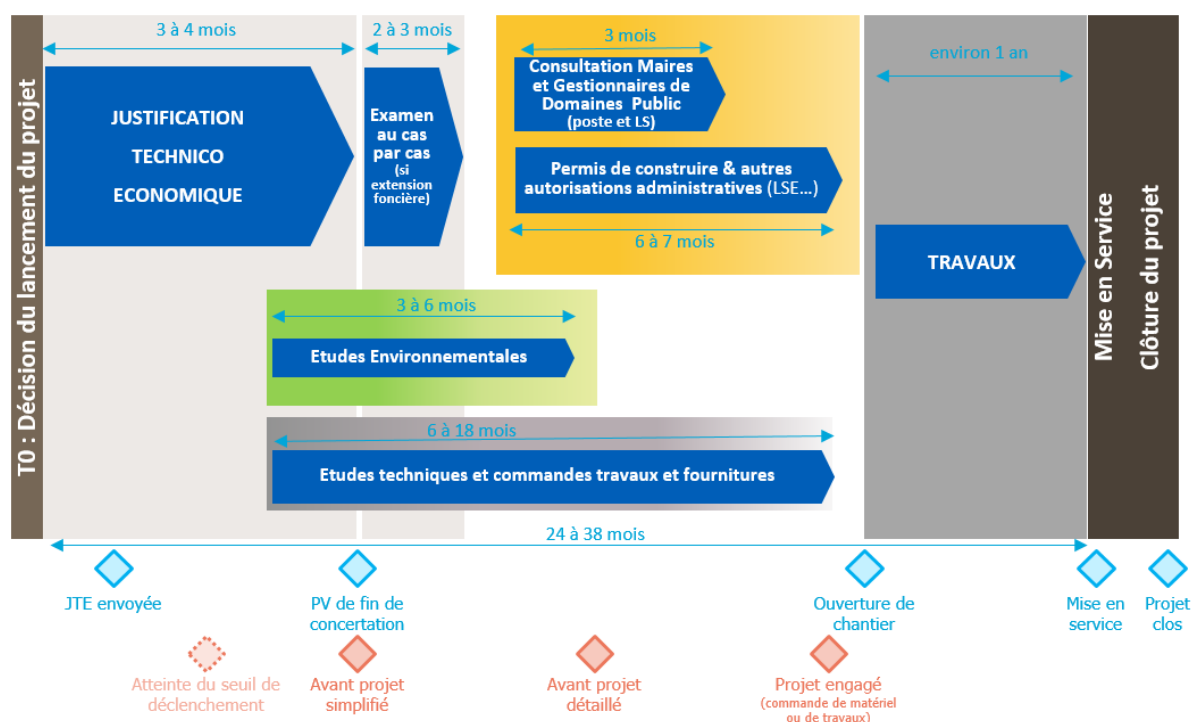 T0 : Décision du lancement du projet
3 à 4 mois
JUSTIFICATION
TECHNICO
ECONOMIQUE
2 à 3 mois
Examen
au cas
par cas
(si
extension
foncière)
3 mois
Consultation Maires
et Gestionnaires de
Domaines Public
(poste et LS)
Permis de construire & autres
autorisations administratives (LSE...)
6 à 7 mois
environ 1 an
TRAVAUX
Mise en Service
Clôture du projet
3 à 6 mois
Etudes Environnementales
6 à 18 mois
Etudes techniques et commandes travaux et fournitures
24 à 38 mois
JTE envoyée
PV de fin de
concertation
Ouverture de
chantier
Mise en
service
Projet
clos
Atteinte du seuil de
déclenchement
Avant projet
simplifié
Avant projet
détaillé
Projet engagé
(commande de matériel
ou de travaux)